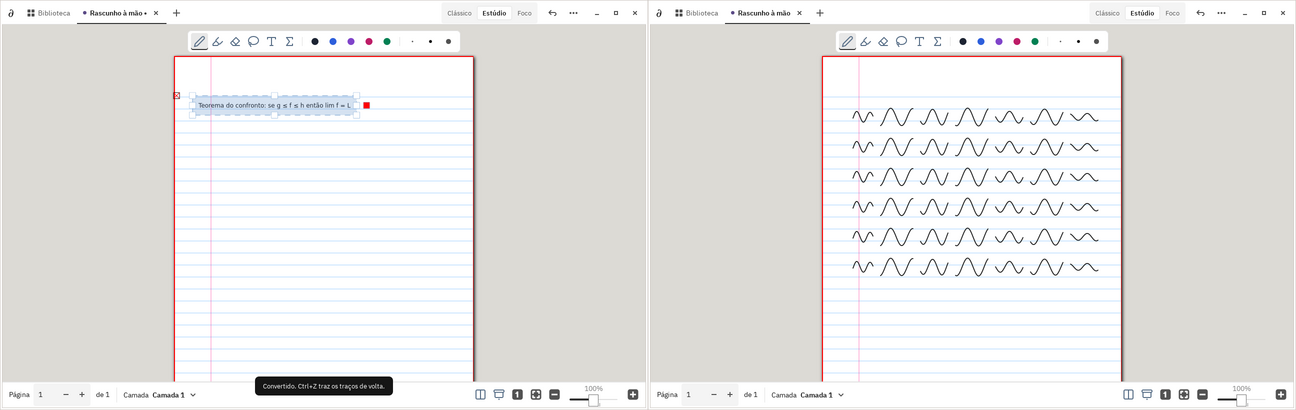 ∂ Biblioteca Rascunho à mão • × + Clássico Estúdio Foco
T Σ
Teorema do confronto: se g ≤ f ≤ h então lim f = L
Convertido. Ctrl+Z traz os traços de volta.
Página 1 − + de 1 Camada Camada 1 1 100%
∂ Biblioteca Rascunho à mão × + Clássico Estúdio Foco
T Σ
Página 1 − + de 1 Camada Camada 1 1 100%